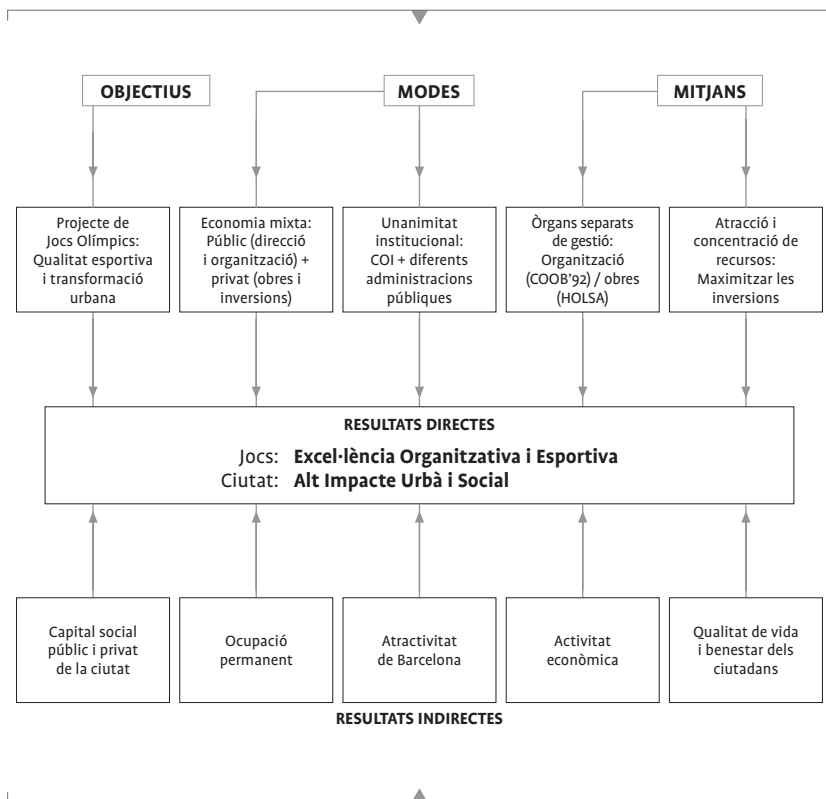 OBJECTIUS
MODES
MITJANS
Projecte de
Jocs Olímpics:
Qualitat esportiva
i transformació
urbana
Economia mixta:
Públic (direcció
i organització) +
privat (obres i
inversions)
Unanimitat
institucional:
COI + diferents
administracions
públiques
Òrgans separats
de gestió:
Organització
(COOB'92) / obres
(HOLSA)
Atracció i
concentració de
recursos:
Maximitzar les
inversions
RESULTATS DIRECTES
Jocs: Excel·lència Organitzativa i Esportiva
Ciutat: Alt Impacte Urbà i Social
Capital social
públic i privat
de la ciutat
Ocupació
permanent
Atractivitat
de Barcelona
Activitat
econòmica
Qualitat de vida
i benestar dels
ciutadans
RESULTATS INDIRECTES